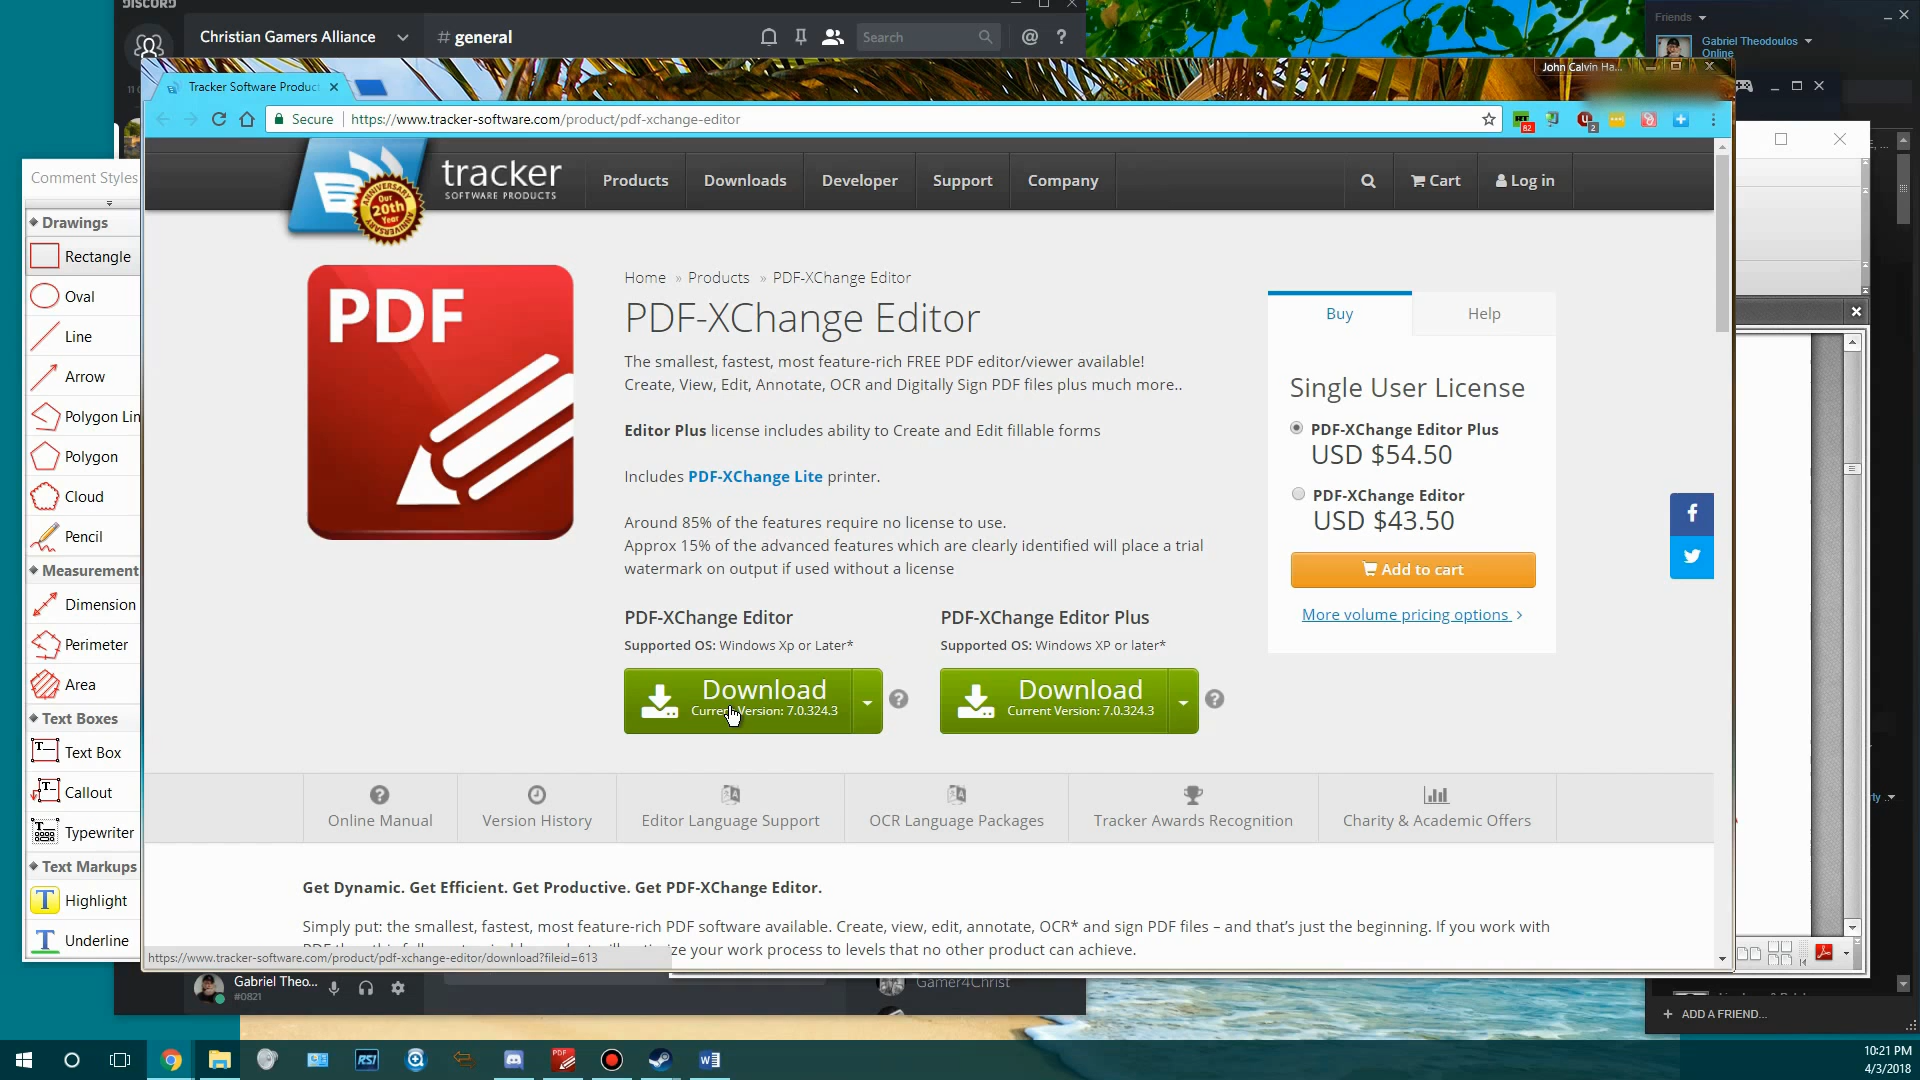 DISCORD
Christian Gamers Alliance
# general
Search
@
?
Friends
Gabriel Theodoulos
Online
John Calvin Ha...
Tracker Software Produc
Secure
https://www.tracker-software.com/product/pdf-xchange-editor
82
2
tracker
SOFTWARE PRODUCTS
ANNIVERSARY
Our
20th
Year
ANNIVERSARY
Products
Downloads
Developer
Support
Company
Cart
Log in
Comment Styles
Drawings
Rectangle
Oval
Line
Arrow
Polygon Lin
Polygon
Cloud
Pencil
Measurement
Dimension
Perimeter
Area
Text Boxes
Text Box
Callout
Typewriter
Text Markups
Highlight
Underline
PDF
Home » Products » PDF-XChange Editor
PDF-XChange Editor
The smallest, fastest, most feature-rich FREE PDF editor/viewer available!
Create, View, Edit, Annotate, OCR and Digitally Sign PDF files plus much more..
Editor Plus license includes ability to Create and Edit fillable forms
Includes PDF-XChange Lite printer.
Around 85% of the features require no license to use.
Approx 15% of the advanced features which are clearly identified will place a trial
watermark on output if used without a license
PDF-XChange Editor
Supported OS: Windows Xp or Later*
Download
Current Version: 7.0.324.3
PDF-XChange Editor Plus
Supported OS: Windows XP or later*
Download
Current Version: 7.0.324.3
Buy
Help
Single User License
PDF-XChange Editor Plus
USD $54.50
PDF-XChange Editor
USD $43.50
Add to cart
More volume pricing options >
Online Manual
Version History
Editor Language Support
OCR Language Packages
Tracker Awards Recognition
Charity & Academic Offers
Get Dynamic. Get Efficient. Get Productive. Get PDF-XChange Editor.
Simply put: the smallest, fastest, most feature-rich PDF software available. Create, view, edit, annotate, OCR* and sign PDF files – and that's just the beginning. If you work with
ze your work process to levels that no other product can achieve.
https://www.tracker-software.com/product/pdf-xchange-editor/download?fileid=613
Gabriel Theo...
#0821
Gamer4Christ
+ ADD A FRIEND...
RSI
PDF
10:21 PM
4/3/2018